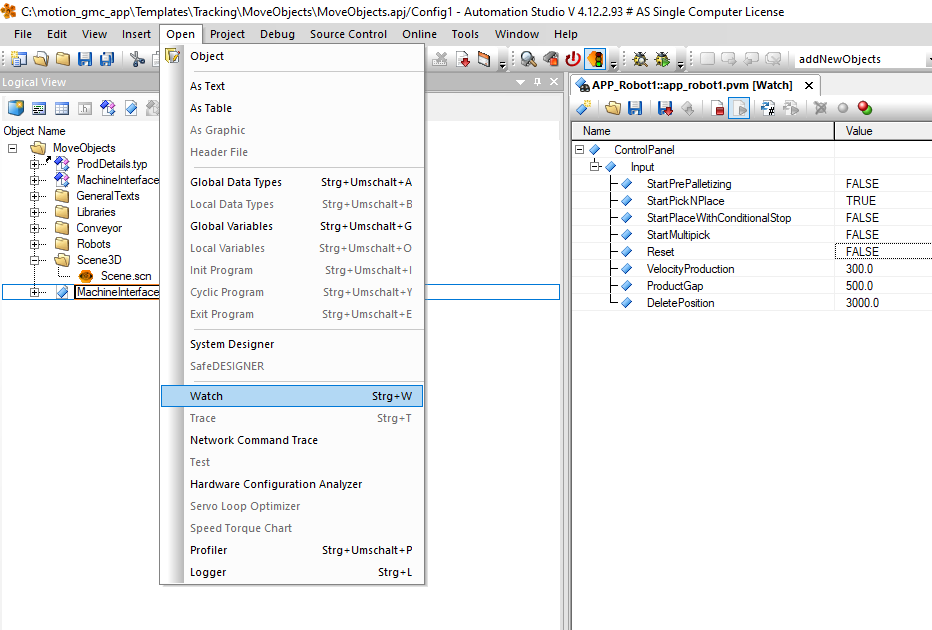 C:\motion_gmc_app\Templates\Tracking\MoveObjects\MoveObjects.apj/Config1 - Automation Studio V 4.12.2.93 # AS Single Computer License
File Edit View Insert Open Project Debug Source Control Online Tools Window Help
addNewObjects
Logical View
Object Name
MoveObjects
ProdDetails.typ
MachineInterface
GeneralTexts
Libraries
Conveyor
Robots
Scene3D
Scene.scn
MachineInterface
Object
As Text
As Table
As Graphic
Header File
Global Data Types Strg+Umschalt+A
Local Data Types Strg+Umschalt+B
Global Variables Strg+Umschalt+G
Local Variables Strg+Umschalt+O
Init Program Strg+Umschalt+I
Cyclic Program Strg+Umschalt+Y
Exit Program Strg+Umschalt+E
System Designer
SafeDESIGNER
Watch Strg+W
Trace Strg+T
Network Command Trace
Test
Hardware Configuration Analyzer
Servo Loop Optimizer
Speed Torque Chart
Profiler Strg+Umschalt+P
Logger Strg+L
APP_Robot1::app_robot1.pvm [Watch]
Name Value
ControlPanel
Input
StartPrePalletizing FALSE
StartPickNPlace TRUE
StartPlaceWithConditionalStop FALSE
StartMultipick FALSE
Reset FALSE
VelocityProduction 300.0
ProductGap 500.0
DeletePosition 3000.0